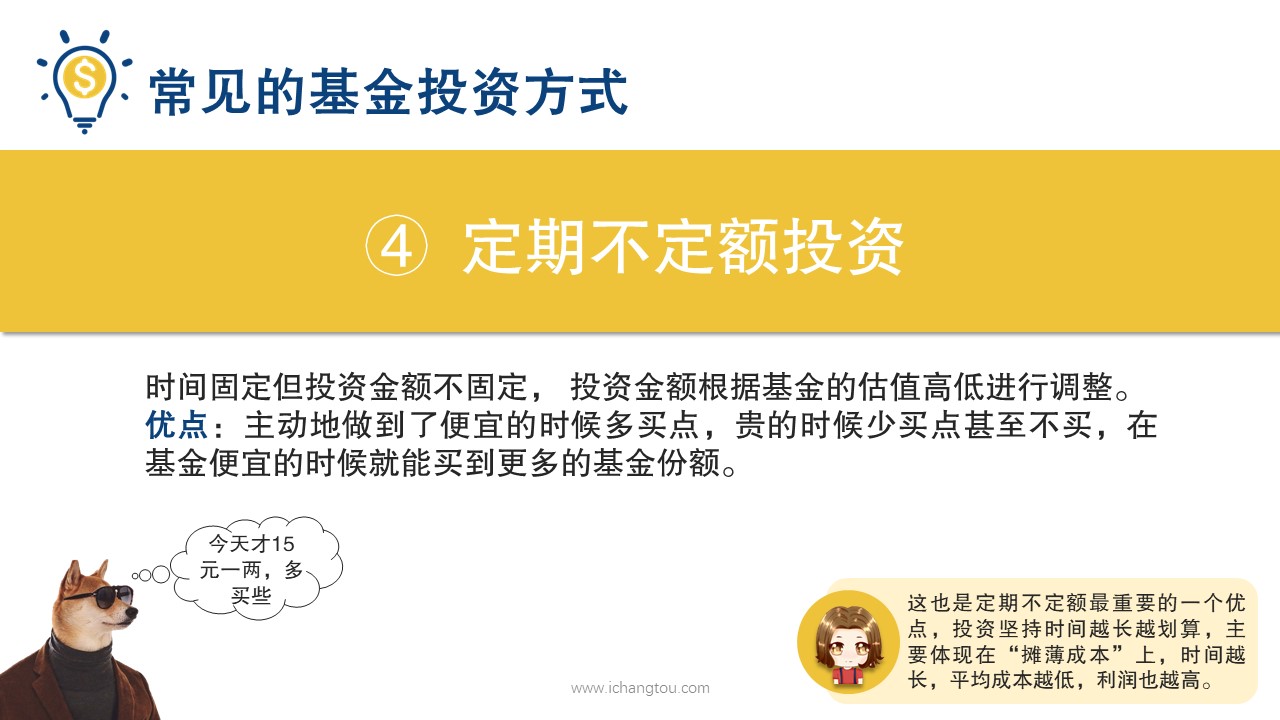 常见的基金投资方式
④ 定期不定额投资
时间固定但投资金额不固定， 投资金额根据基金的估值高低进行调整。
优点：主动地做到了便宜的时候多买点，贵的时候少买点甚至不买，在
基金便宜的时候就能买到更多的基金份额。
今天才15
元一两，多
买些
这也是定期不定额最重要的一个优
点，投资坚持时间越长越划算，主
要体现在“摊薄成本”上，时间越
长，平均成本越低，利润也越高。
www.ichangtou.com